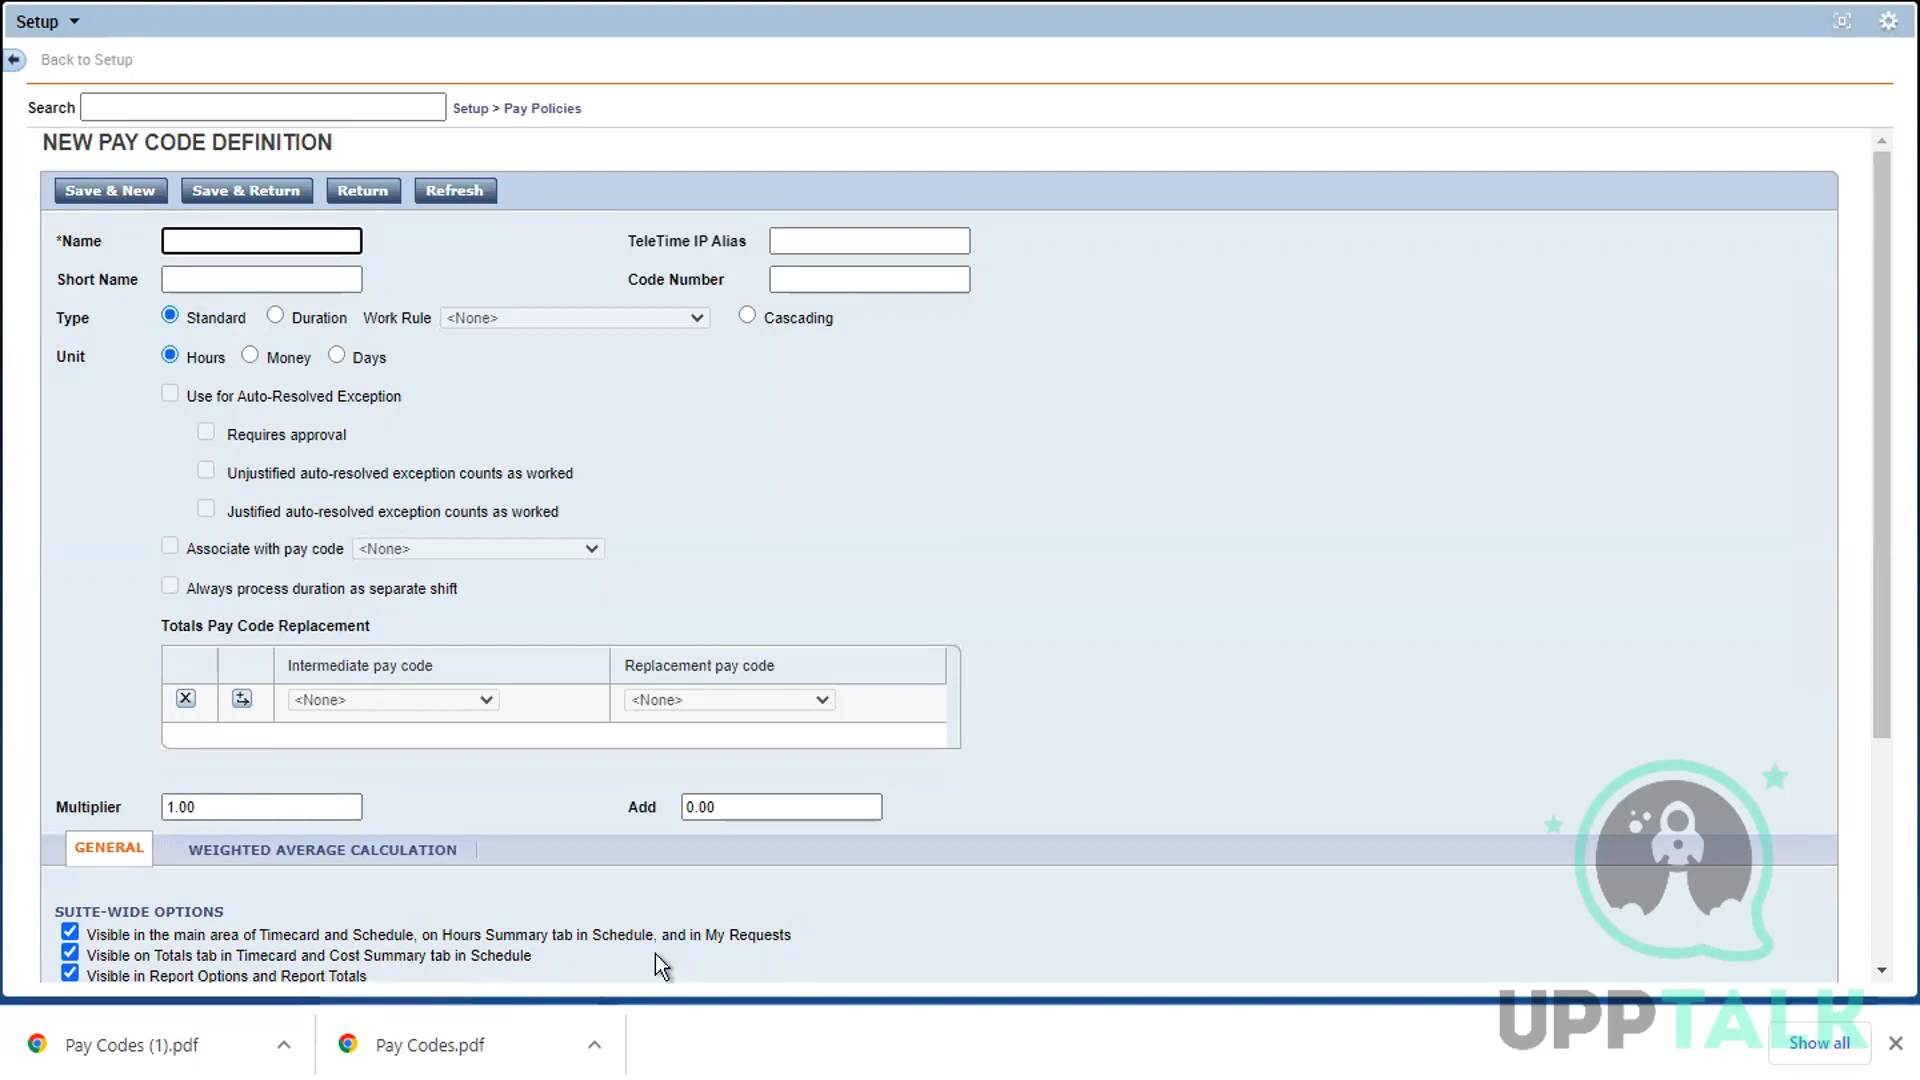 Setup
Back to Setup
Search Setup > Pay Policies
NEW PAY CODE DEFINITION
Save & New Save & Return Return Refresh
*Name TeleTime IP Alias
Short Name Code Number
Type Standard Duration Work Rule <None> Cascading
Unit Hours Money Days
Use for Auto-Resolved Exception
Requires approval
Unjustified auto-resolved exception counts as worked
Justified auto-resolved exception counts as worked
Associate with pay code <None>
Always process duration as separate shift
Totals Pay Code Replacement
Intermediate pay code Replacement pay code
<None> <None>
Multiplier 1.00 Add 0.00
GENERAL WEIGHTED AVERAGE CALCULATION
SUITE-WIDE OPTIONS
Visible in the main area of Timecard and Schedule, on Hours Summary tab in Schedule, and in My Requests
Visible on Totals tab in Timecard and Cost Summary tab in Schedule
Visible in Report Options and Report Totals
UPPTALK
Pay Codes (1).pdf Pay Codes.pdf Show all